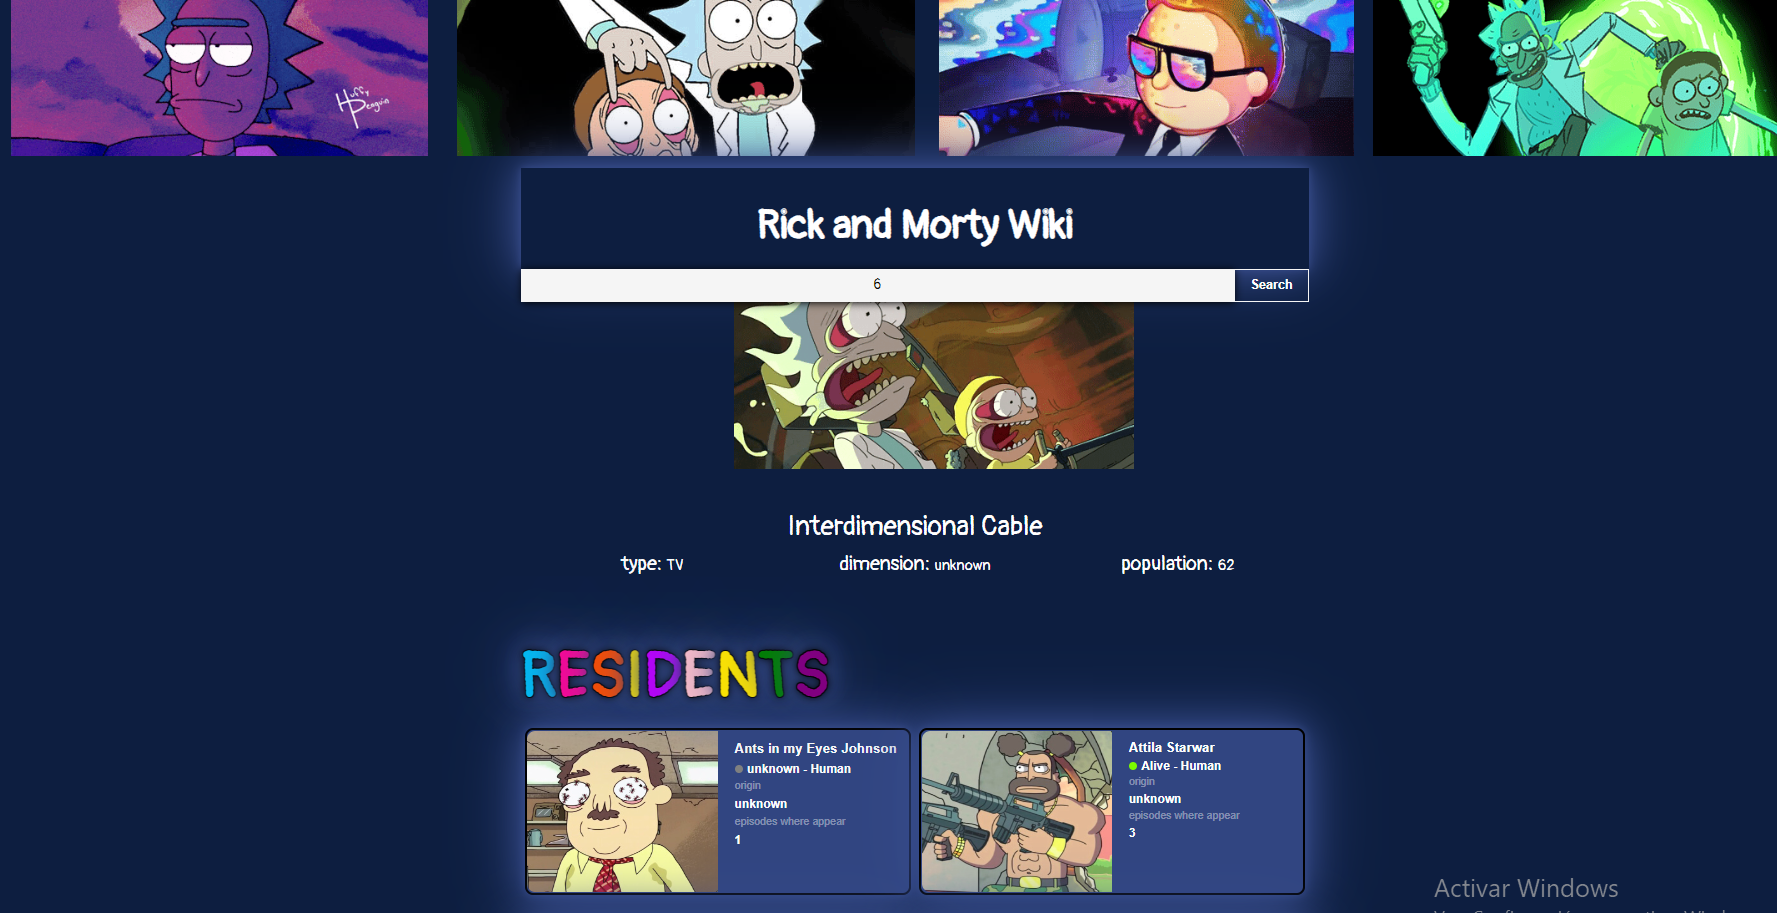 Huffy
Penguin
Rick and Morty Wiki
6
Search
Interdimensional Cable
type: TV
dimension: unknown
population: 62
RESIDENTS
Ants in my Eyes Johnson
unknown - Human
origin
unknown
episodes where appear
1
Attila Starwar
Alive - Human
origin
unknown
episodes where appear
3
Activar Windows